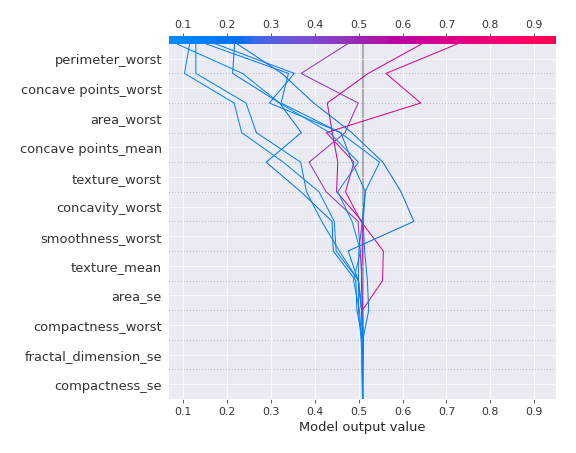 0.1 0.2 0.3 0.4 0.5 0.6 0.7 0.8 0.9
perimeter_worst
concave points_worst
area_worst
concave points_mean
texture_worst
concavity_worst
smoothness_worst
texture_mean
area_se
compactness_worst
fractal_dimension_se
compactness_se
0.1 0.2 0.3 0.4 0.5 0.6 0.7 0.8 0.9
Model output value